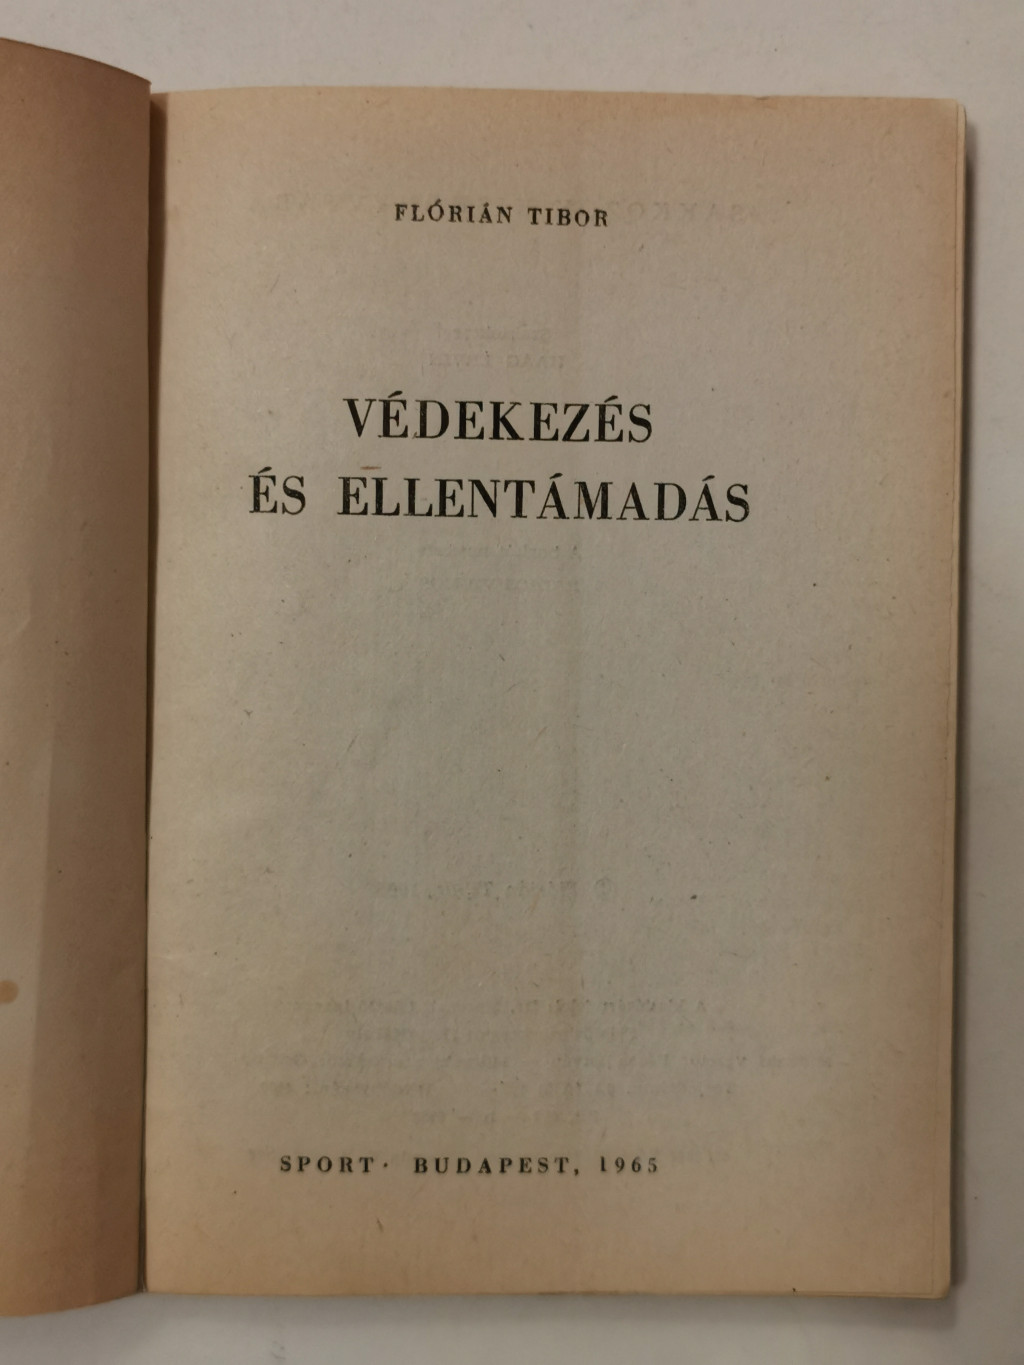 FLÓRIÁN TIBOR
VÉDEKEZÉS
ÉS ELLENTÁMADÁS
SPORT · BUDAPEST, 1965